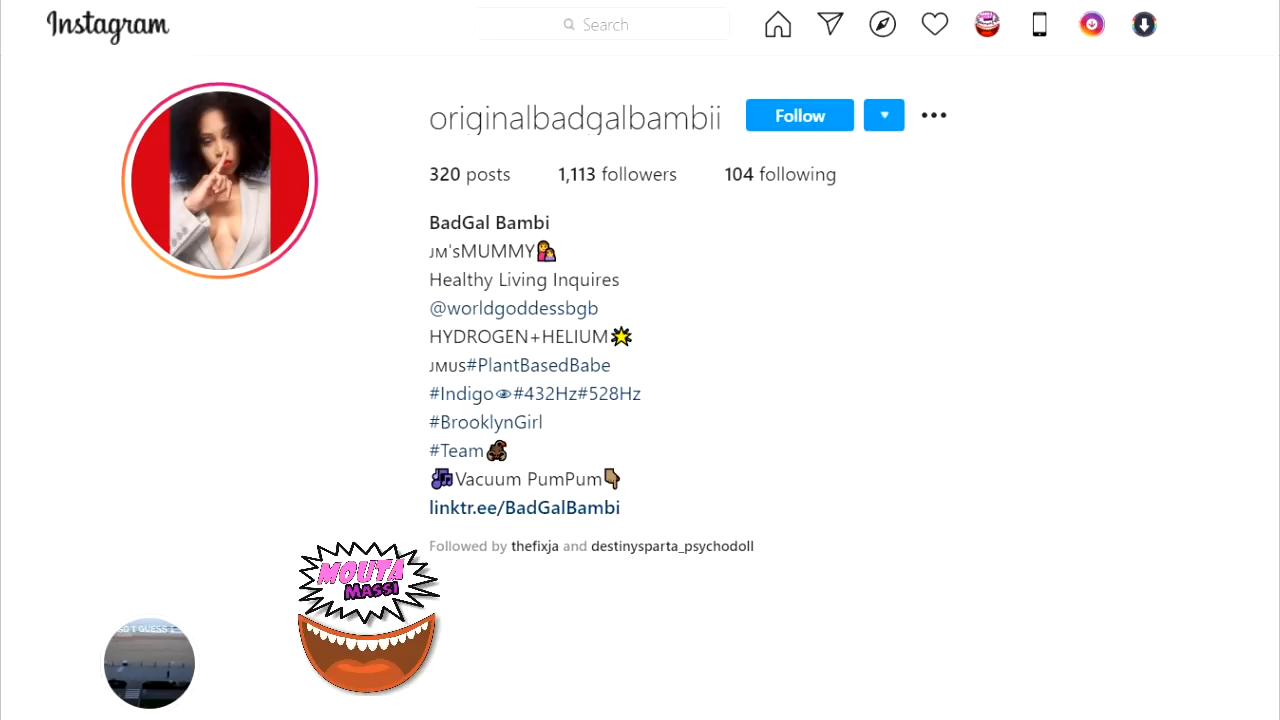 Instagram
Search
originalbadgalbambii
Follow
320 posts 1,113 followers 104 following
BadGal Bambi
ᴊᴍ'sMUMMY👩‍👧
Healthy Living Inquires
@worldgoddessbgb
HYDROGEN+HELIUM🌟
ᴊᴍᴜs#PlantBasedBabe
#Indigo👁#432Hz#528Hz
#BrooklynGirl
#Team
🎶Vacuum PumPum👇🏽
linktr.ee/BadGalBambi
Followed by thefixja and destinysparta_psychodoll
MOUTA
MASSI